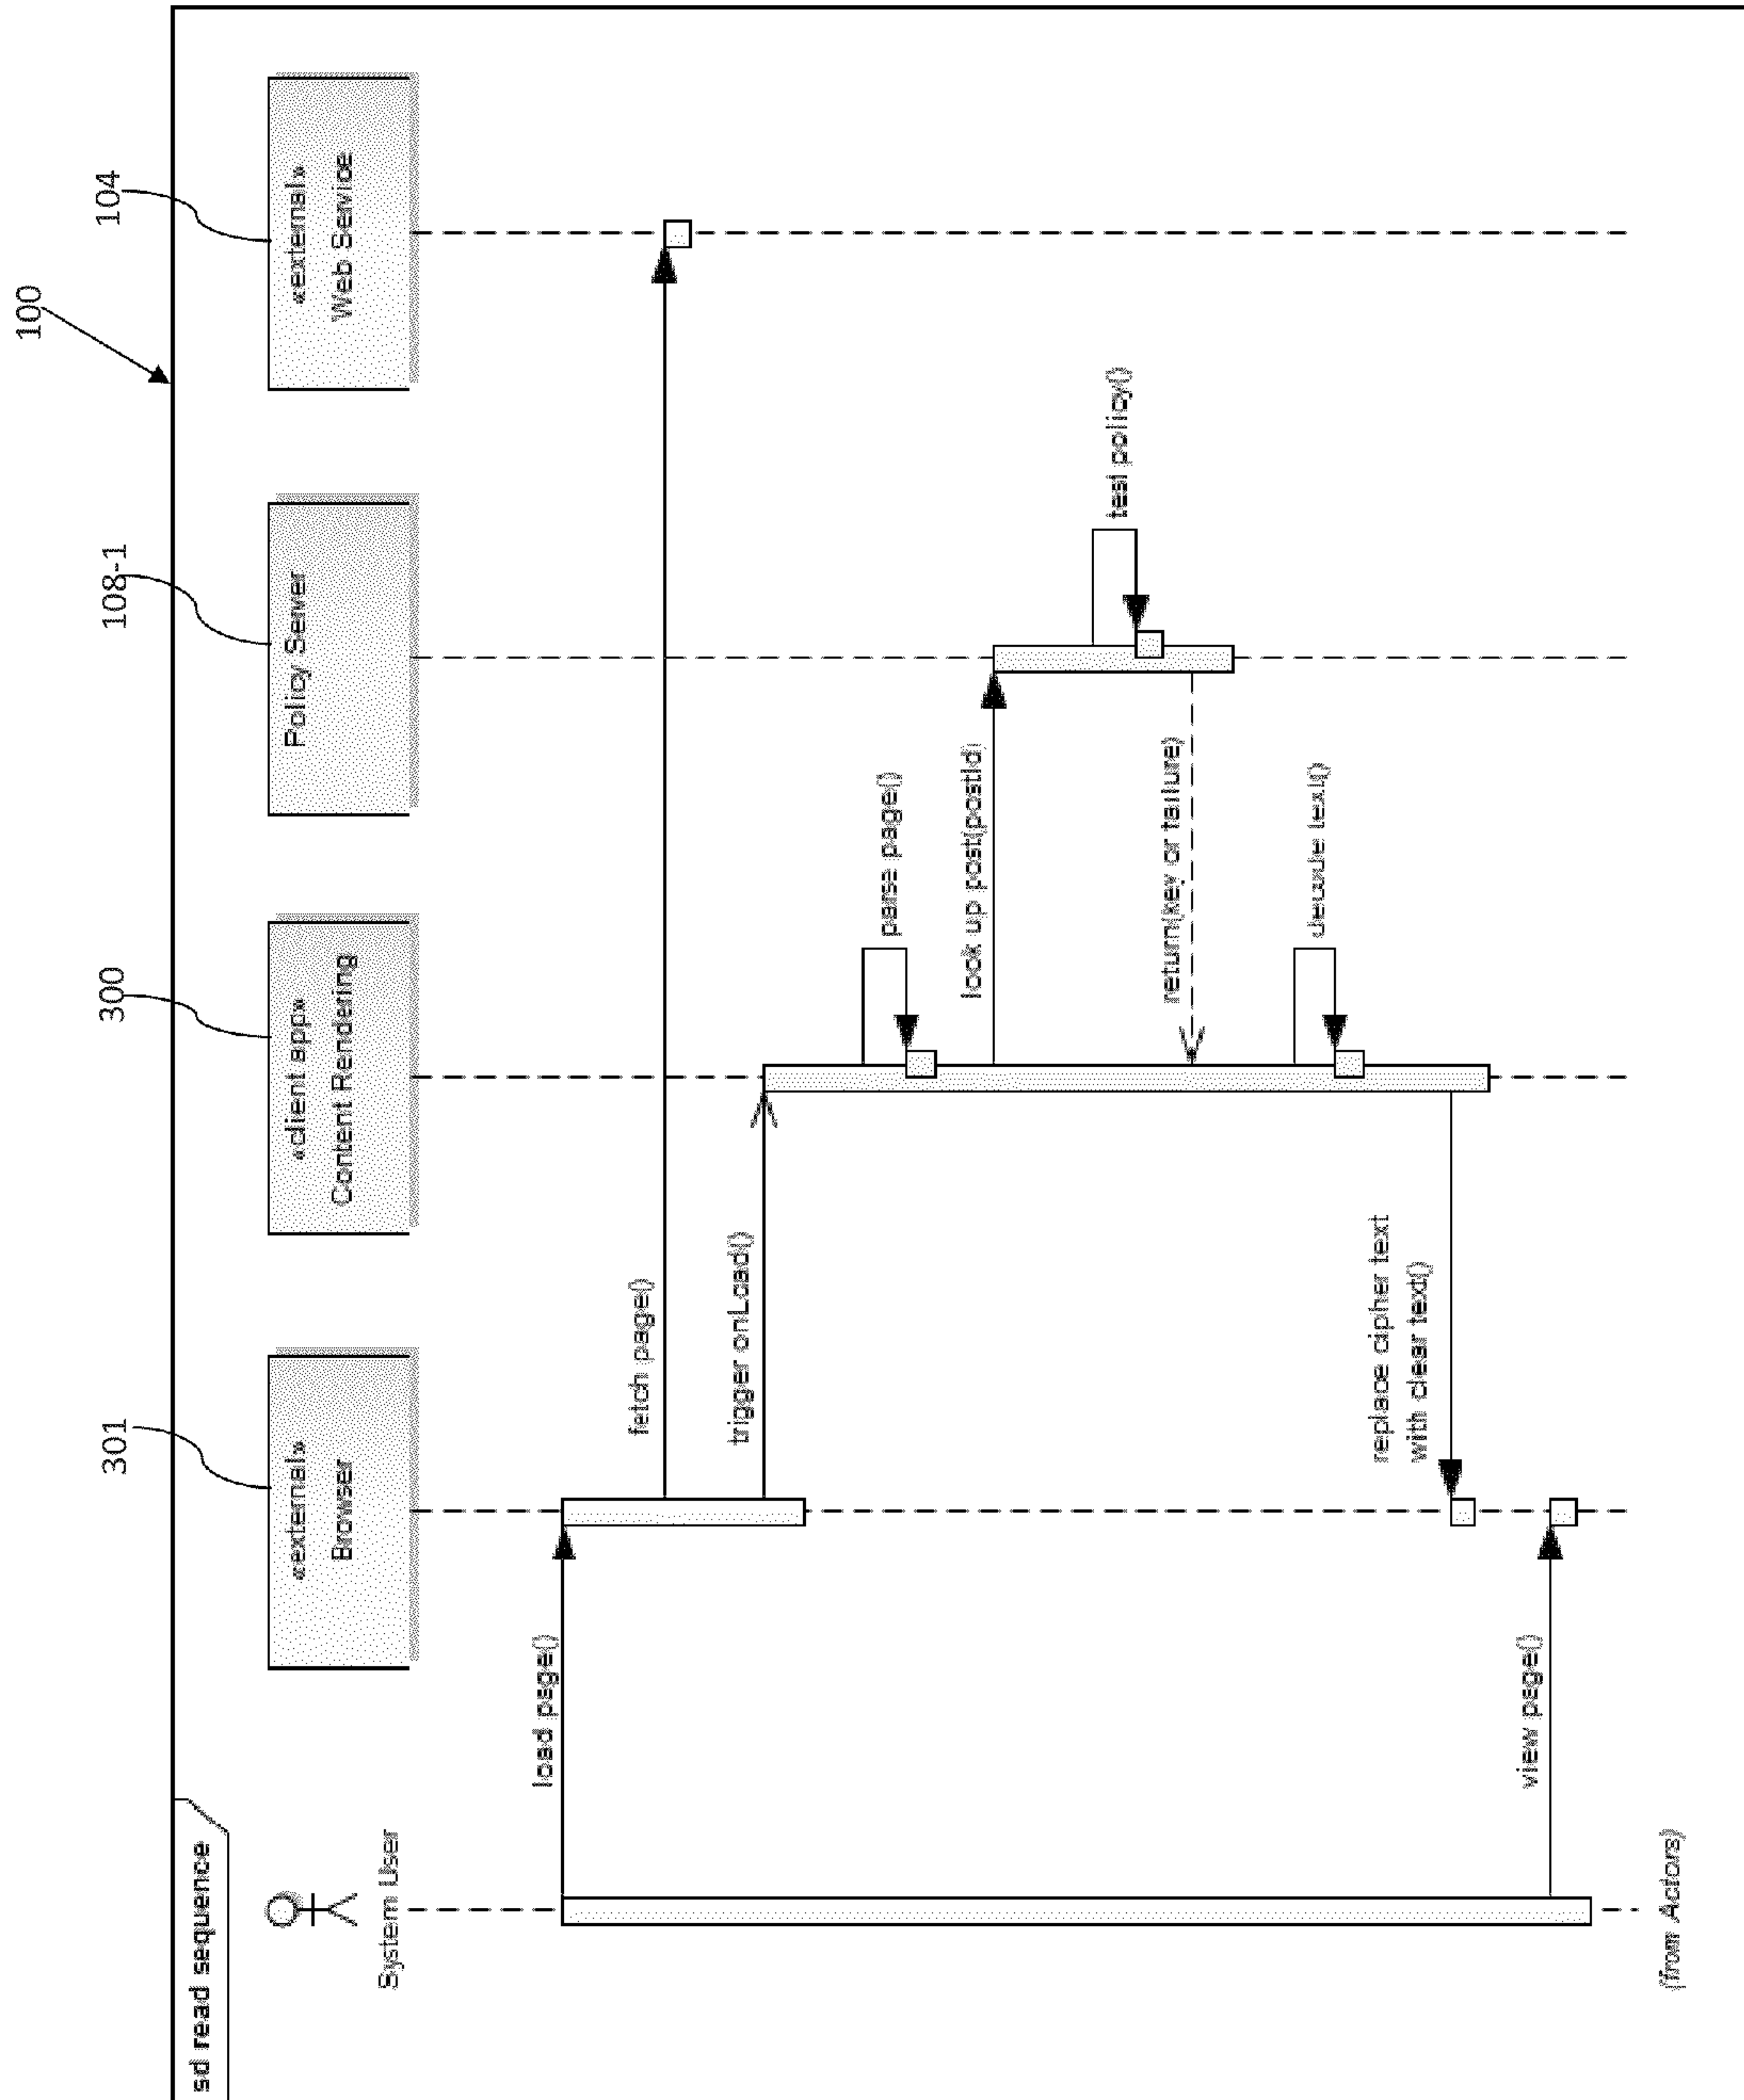 100
sd read sequence
System User
301
«external»
Browser
300
«client app»
Content Rendering
108-1
Policy Server
104
«external»
Web Service
load page()
fetch page()
trigger onLoad()
parse page()
look up post(postId)
test policy()
return(key or failure)
decode text()
replace cipher text
with clear text()
view page()
(from Actors)